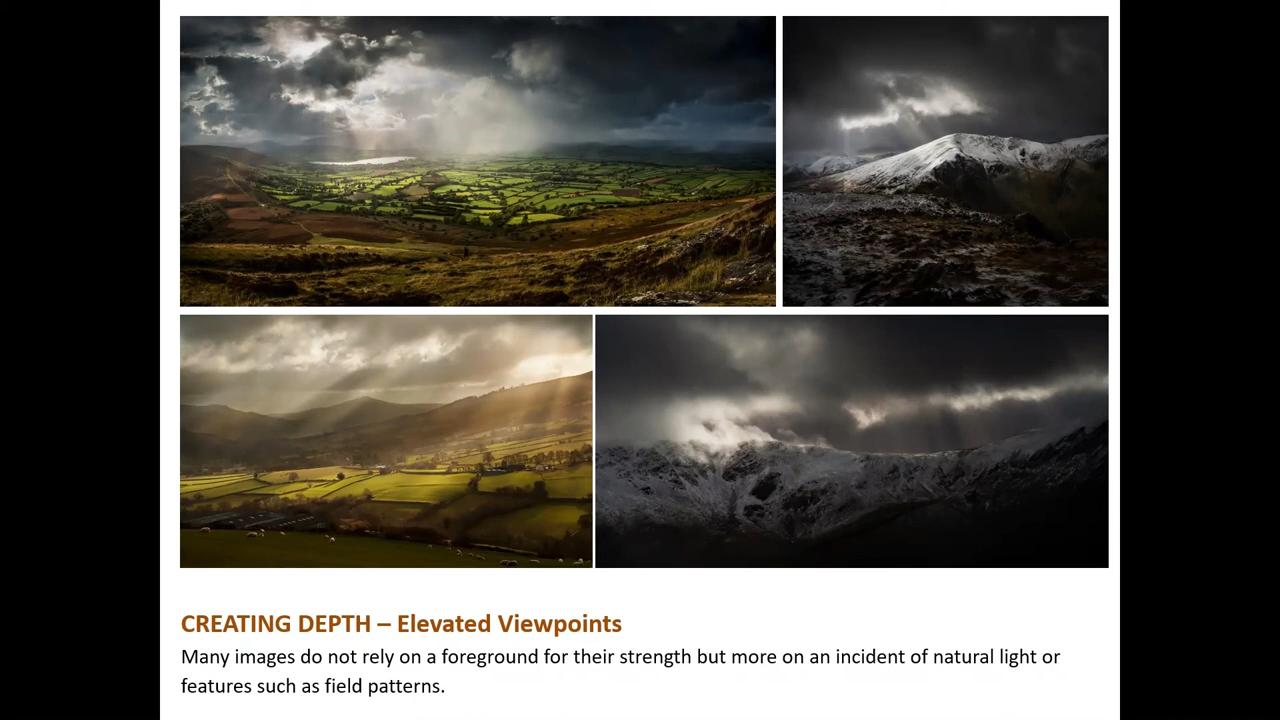 CREATING DEPTH – Elevated Viewpoints
Many images do not rely on a foreground for their strength but more on an incident of natural light or
features such as field patterns.